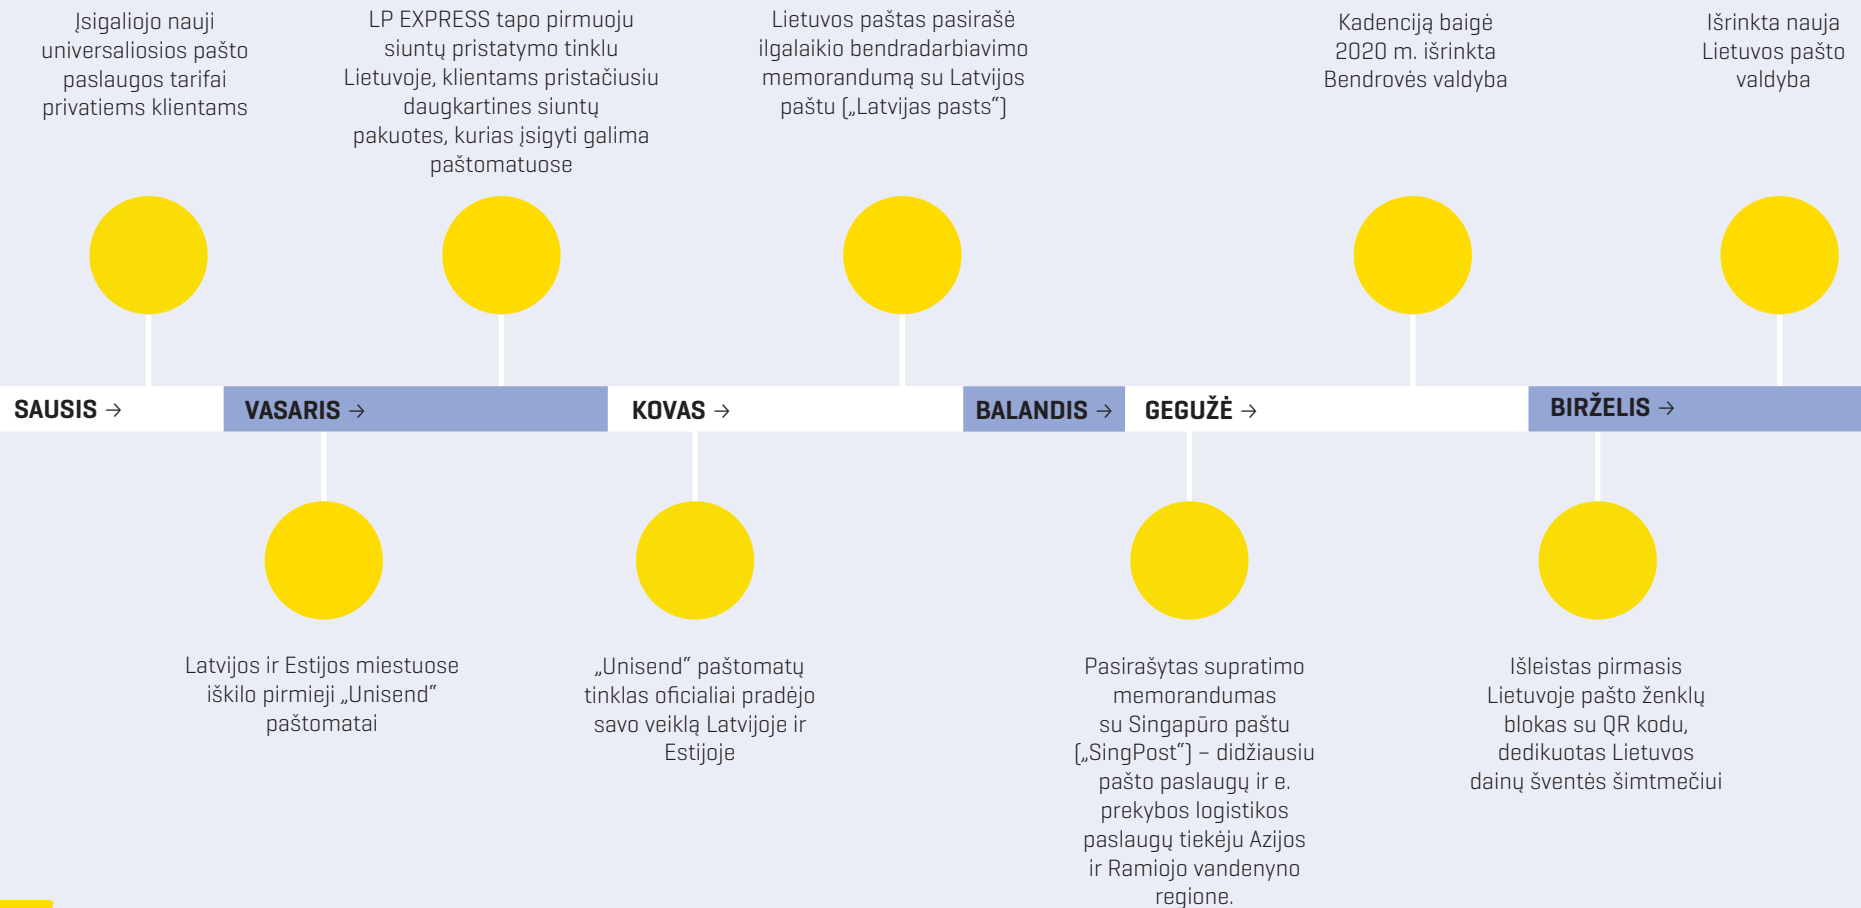 Įsigaliojo nauji
universaliosios pašto
paslaugos tarifai
privatiems klientams
LP EXPRESS tapo pirmuoju
siuntų pristatymo tinklu
Lietuvoje, klientams pristačiusiu
daugkartines siuntų
pakuotes, kurias įsigyti galima
paštomatuose
Lietuvos paštas pasirašė
ilgalaikio bendradarbiavimo
memorandumą su Latvijos
paštu („Latvijas pasts“)
Kadenciją baigė
2020 m. išrinkta
Bendrovės valdyba
Išrinkta nauja
Lietuvos pašto
valdyba
SAUSIS →
VASARIS →
KOVAS →
BALANDIS →
GEGUŽĖ →
BIRŽELIS →
Latvijos ir Estijos miestuose
iškilo pirmieji „Unisend“
paštomatai
„Unisend“ paštomatų
tinklas oficialiai pradėjo
savo veiklą Latvijoje ir
Estijoje
Pasirašytas supratimo
memorandumas
su Singapūro paštu
(„SingPost“) – didžiausiu
pašto paslaugų ir e.
prekybos logistikos
paslaugų tiekėju Azijos
ir Ramiojo vandenyno
regione.
Išleistas pirmasis
Lietuvoje pašto ženklų
blokas su QR kodu,
dedikuotas Lietuvos
dainų šventės šimtmečiui